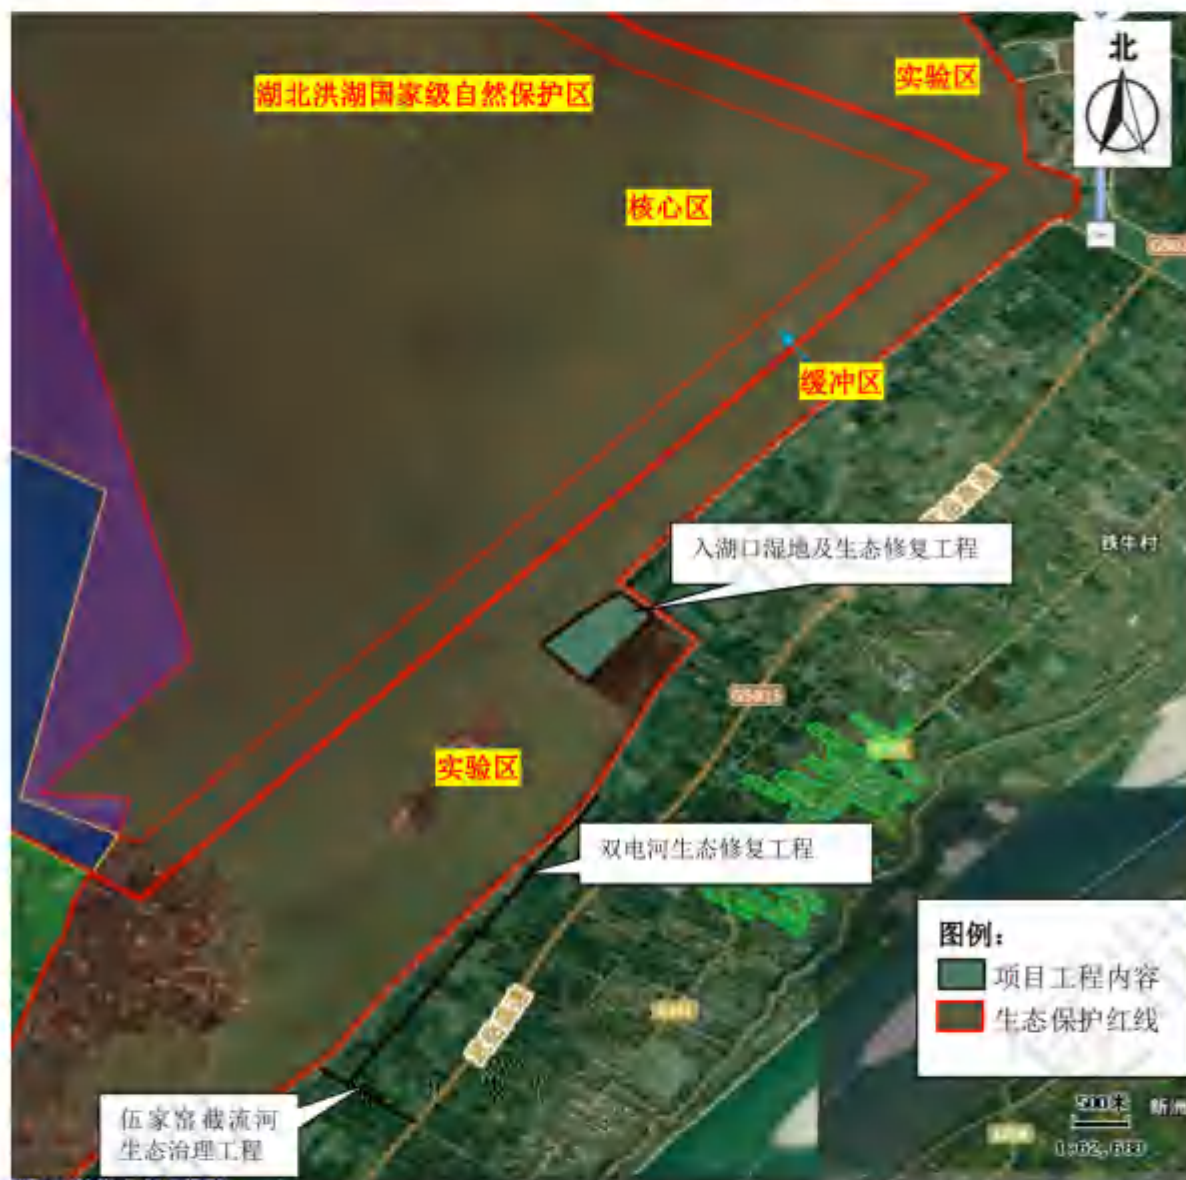 北
实验区
湖北洪湖国家级自然保护区
核心区
缓冲区
入湖口湿地及生态修复工程
铁牛村
实验区
双电河生态修复工程
图例：
项目工程内容
生态保护红线
伍家窑截流河
生态治理工程
500米
新洲